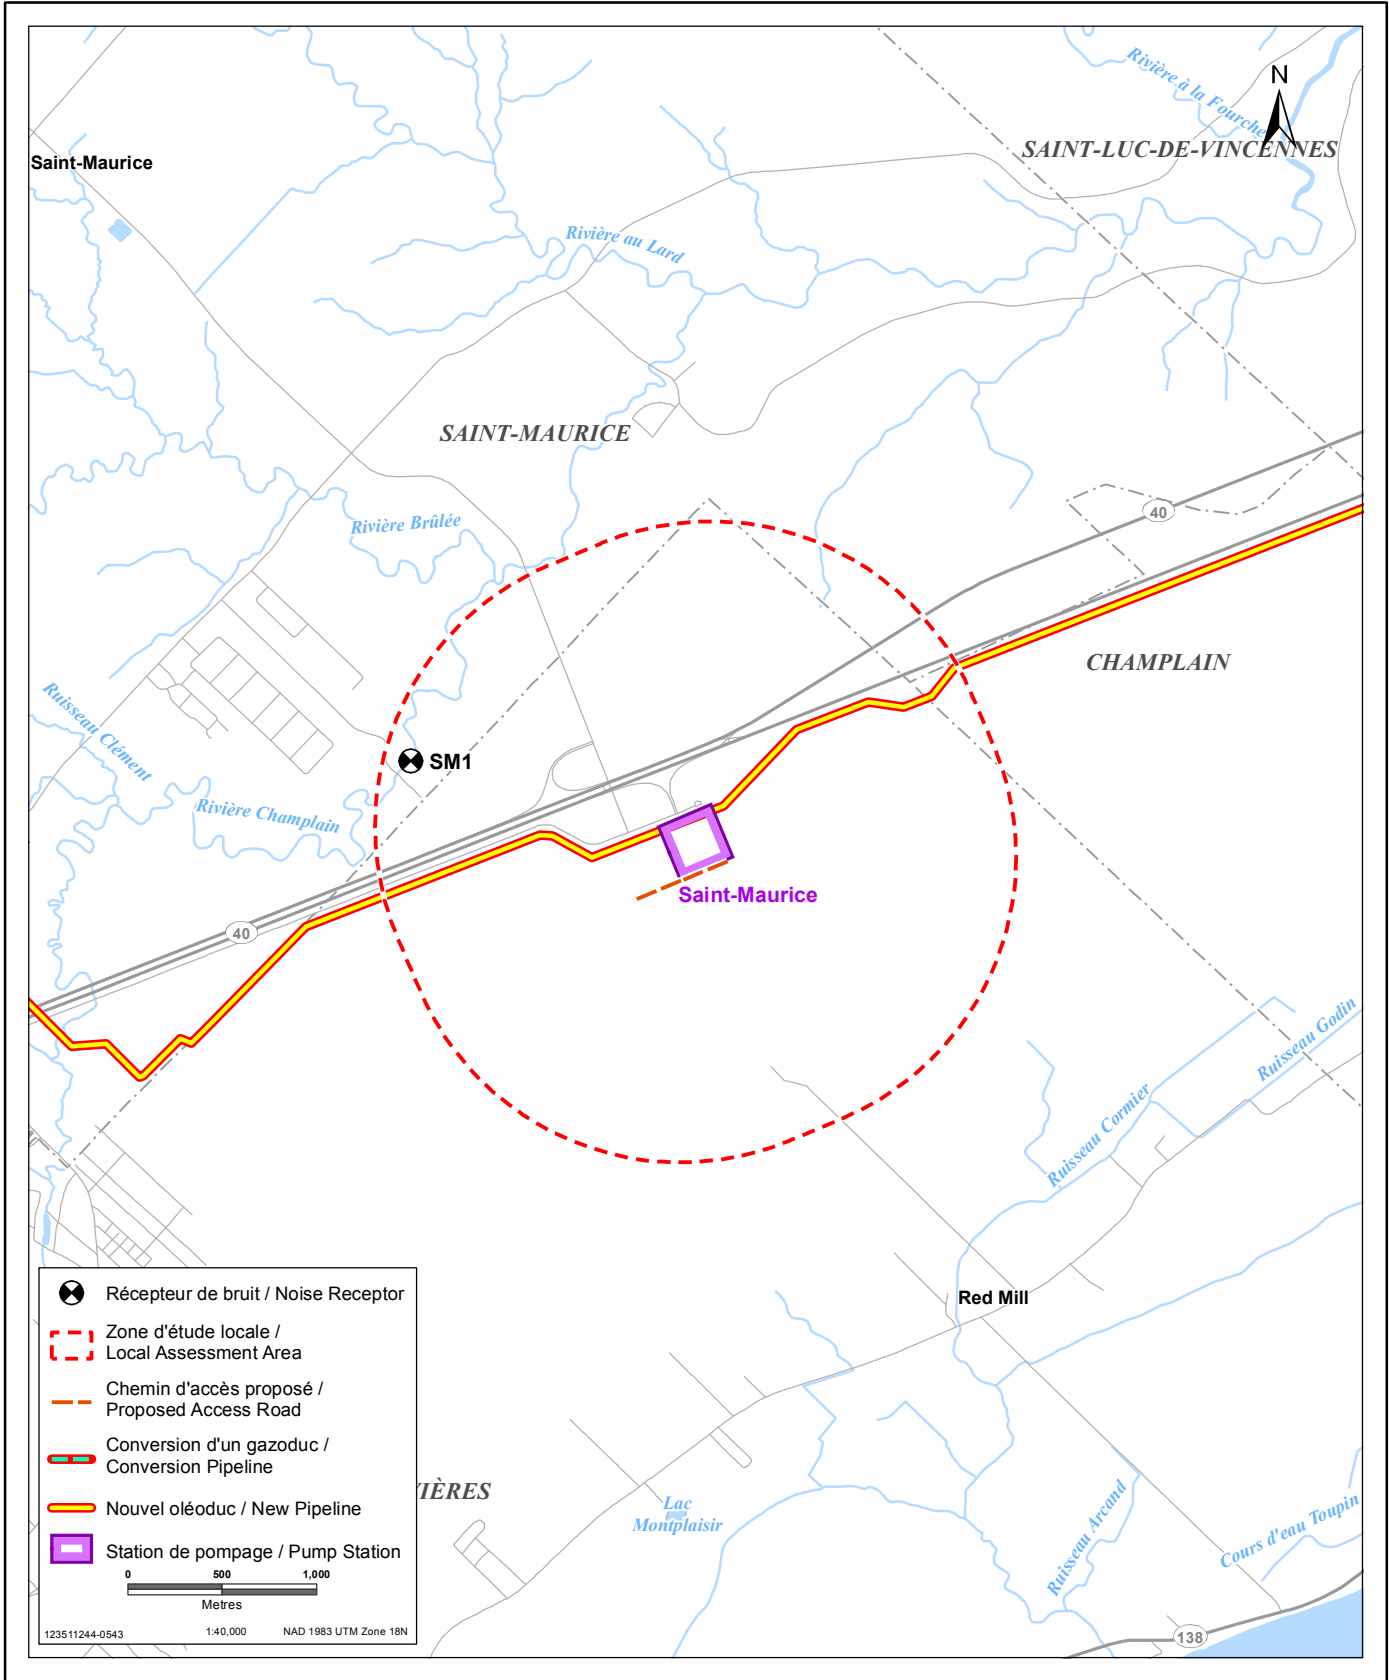 Rivière à la Fourche
N
SAINT-LUC-DE-VINCENNES
Saint-Maurice
Rivière au Lard
SAINT-MAURICE
Rivière Brûlée
40
CHAMPLAIN
Ruisseau Clément
SM1
Rivière Champlain
Saint-Maurice
40
Ruisseau Godin
Ruisseau Cormier
Red Mill
IÈRES
Lac
Montplaisir
Ruisseau Arcand
Cours d'eau Toupin
138
Récepteur de bruit / Noise Receptor
Zone d'étude locale /
Local Assessment Area
Chemin d'accès proposé /
Proposed Access Road
Conversion d'un gazoduc /
Conversion Pipeline
Nouvel oléoduc / New Pipeline
Station de pompage / Pump Station
0 500 1,000
Metres
123511244-0543 1:40,000 NAD 1983 UTM Zone 18N